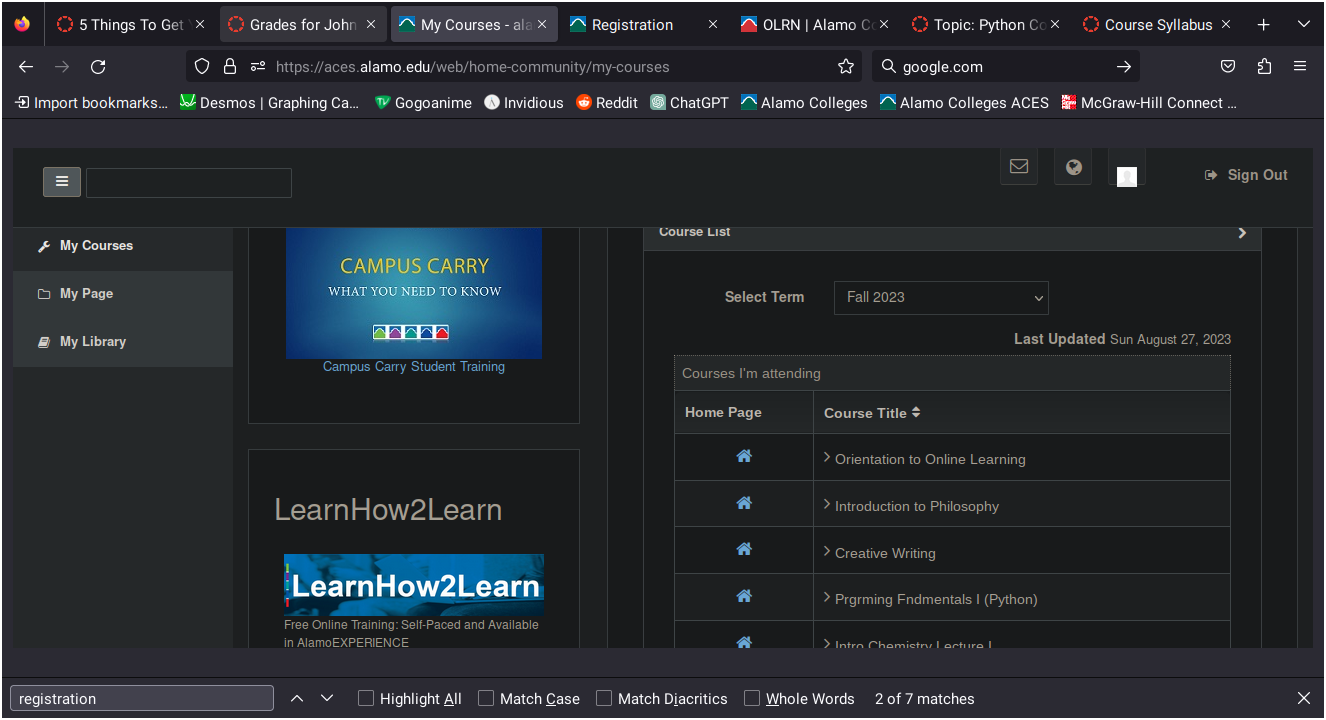 5 Things To Get Y
Grades for John
My Courses - ala
Registration
OLRN | Alamo Co
Topic: Python Co
Course Syllabus
https://aces.alamo.edu/web/home-community/my-courses
google.com
Import bookmarks...
Desmos | Graphing Ca...
Gogoanime
Invidious
Reddit
ChatGPT
Alamo Colleges
Alamo Colleges ACES
McGraw-Hill Connect ...
Sign Out
My Courses
My Page
My Library
CAMPUS CARRY
WHAT YOU NEED TO KNOW
Campus Carry Student Training
LearnHow2Learn
LearnHow2Learn
Free Online Training: Self-Paced and Available
in AlamoEXPERIENCE
Course List
Select Term
Fall 2023
Last Updated Sun August 27, 2023
Courses I'm attending
Home Page
Course Title
Orientation to Online Learning
Introduction to Philosophy
Creative Writing
Prgrming Fndmentals I (Python)
Intro Chemistry Lecture I
registration
Highlight All
Match Case
Match Diacritics
Whole Words
2 of 7 matches